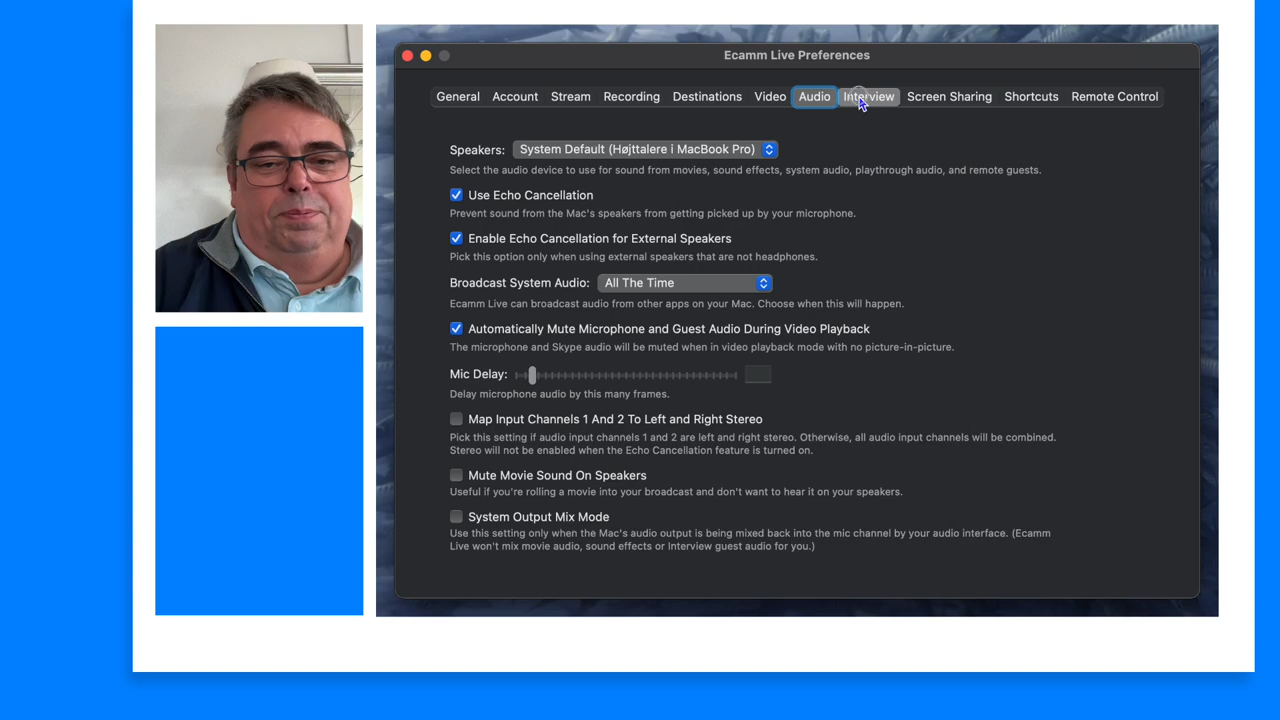 Ecamm Live Preferences
General Account Stream Recording Destinations Video Audio Interview Screen Sharing Shortcuts Remote Control
Speakers: System Default (Højttalere i MacBook Pro)
Select the audio device to use for sound from movies, sound effects, system audio, playthrough audio, and remote guests.
Use Echo Cancellation
Prevent sound from the Mac's speakers from getting picked up by your microphone.
Enable Echo Cancellation for External Speakers
Pick this option only when using external speakers that are not headphones.
Broadcast System Audio: All The Time
Ecamm Live can broadcast audio from other apps on your Mac. Choose when this will happen.
Automatically Mute Microphone and Guest Audio During Video Playback
The microphone and Skype audio will be muted when in video playback mode with no picture-in-picture.
Mic Delay:
Delay microphone audio by this many frames.
Map Input Channels 1 And 2 To Left and Right Stereo
Pick this setting if audio input channels 1 and 2 are left and right stereo. Otherwise, all audio input channels will be combined.
Stereo will not be enabled when the Echo Cancellation feature is turned on.
Mute Movie Sound On Speakers
Useful if you're rolling a movie into your broadcast and don't want to hear it on your speakers.
System Output Mix Mode
Use this setting only when the Mac's audio output is being mixed back into the mic channel by your audio interface. (Ecamm
Live won't mix movie audio, sound effects or Interview guest audio for you.)